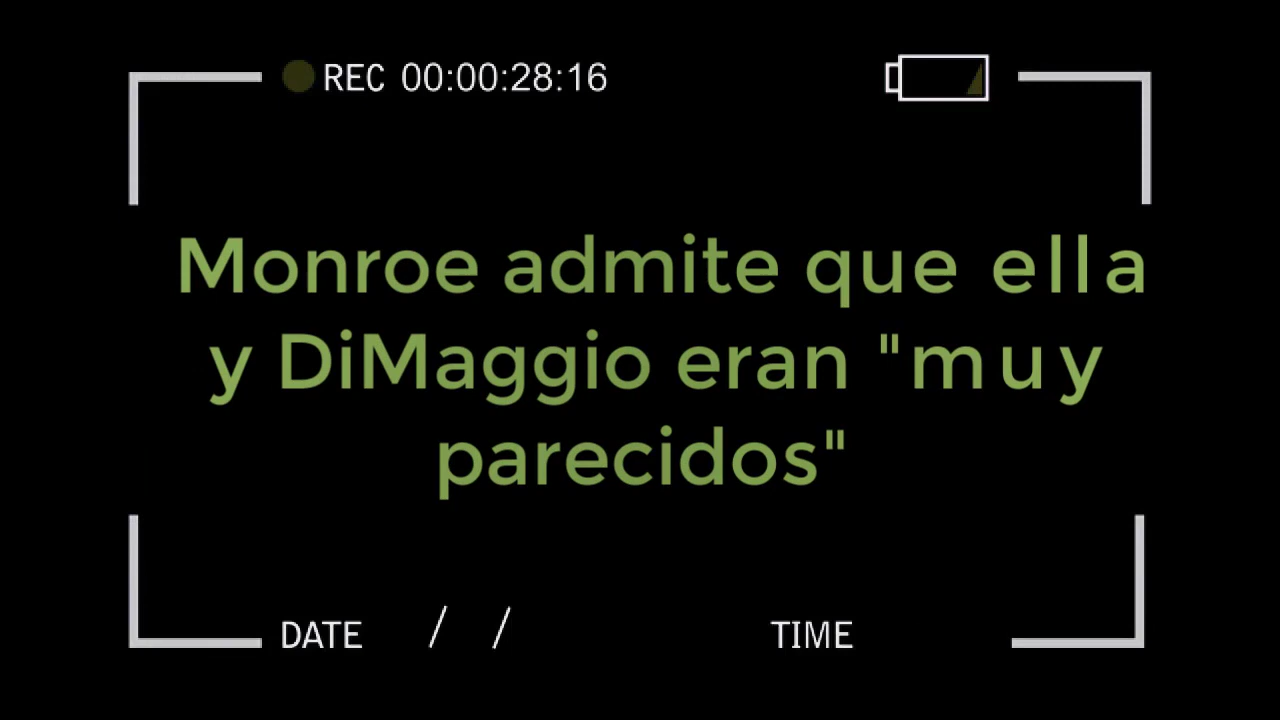 REC 00:00:28:16
Monroe admite que ella
y DiMaggio eran "muy
parecidos"
DATE / / TIME